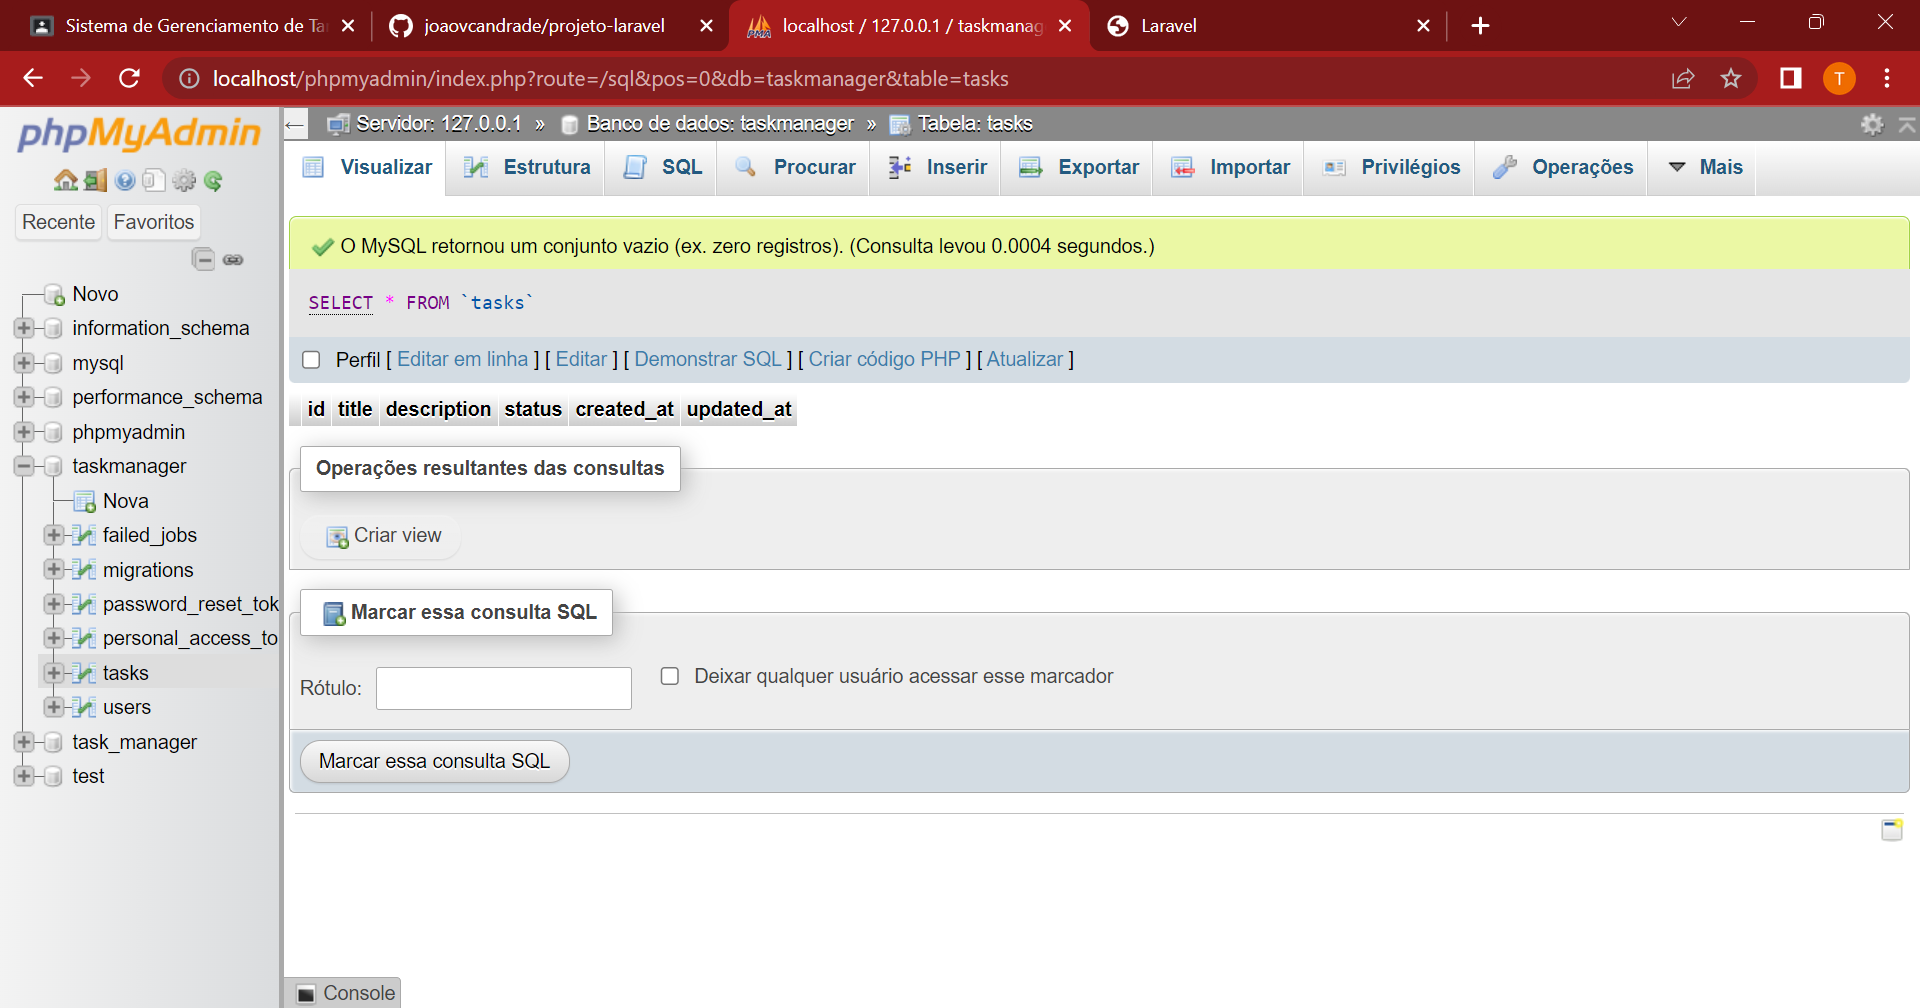 Sistema de Gerenciamento de Ta
joaovcandrade/projeto-laravel
localhost / 127.0.0.1 / taskmanag
Laravel
localhost/phpmyadmin/index.php?route=/sql&pos=0&db=taskmanager&table=tasks
T
phpMyAdmin
Recente
Favoritos
Novo
information_schema
mysql
performance_schema
phpmyadmin
taskmanager
Nova
failed_jobs
migrations
password_reset_tok
personal_access_to
tasks
users
task_manager
test
Servidor: 127.0.0.1 » Banco de dados: taskmanager » Tabela: tasks
Visualizar
Estrutura
SQL
Procurar
Inserir
Exportar
Importar
Privilégios
Operações
Mais
O MySQL retornou um conjunto vazio (ex. zero registros). (Consulta levou 0.0004 segundos.)
SELECT * FROM `tasks`
Perfil [ Editar em linha ] [ Editar ] [ Demonstrar SQL ] [ Criar código PHP ] [ Atualizar ]
id title description status created_at updated_at
Operações resultantes das consultas
Criar view
Marcar essa consulta SQL
Rótulo:
Deixar qualquer usuário acessar esse marcador
Marcar essa consulta SQL
Console